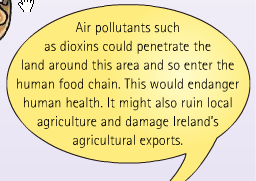 Air pollutants such
as dioxins could penetrate the
land around this area and so enter the
human food chain. This would endanger
human health. It might also ruin local
agriculture and damage Ireland's
agricultural exports.